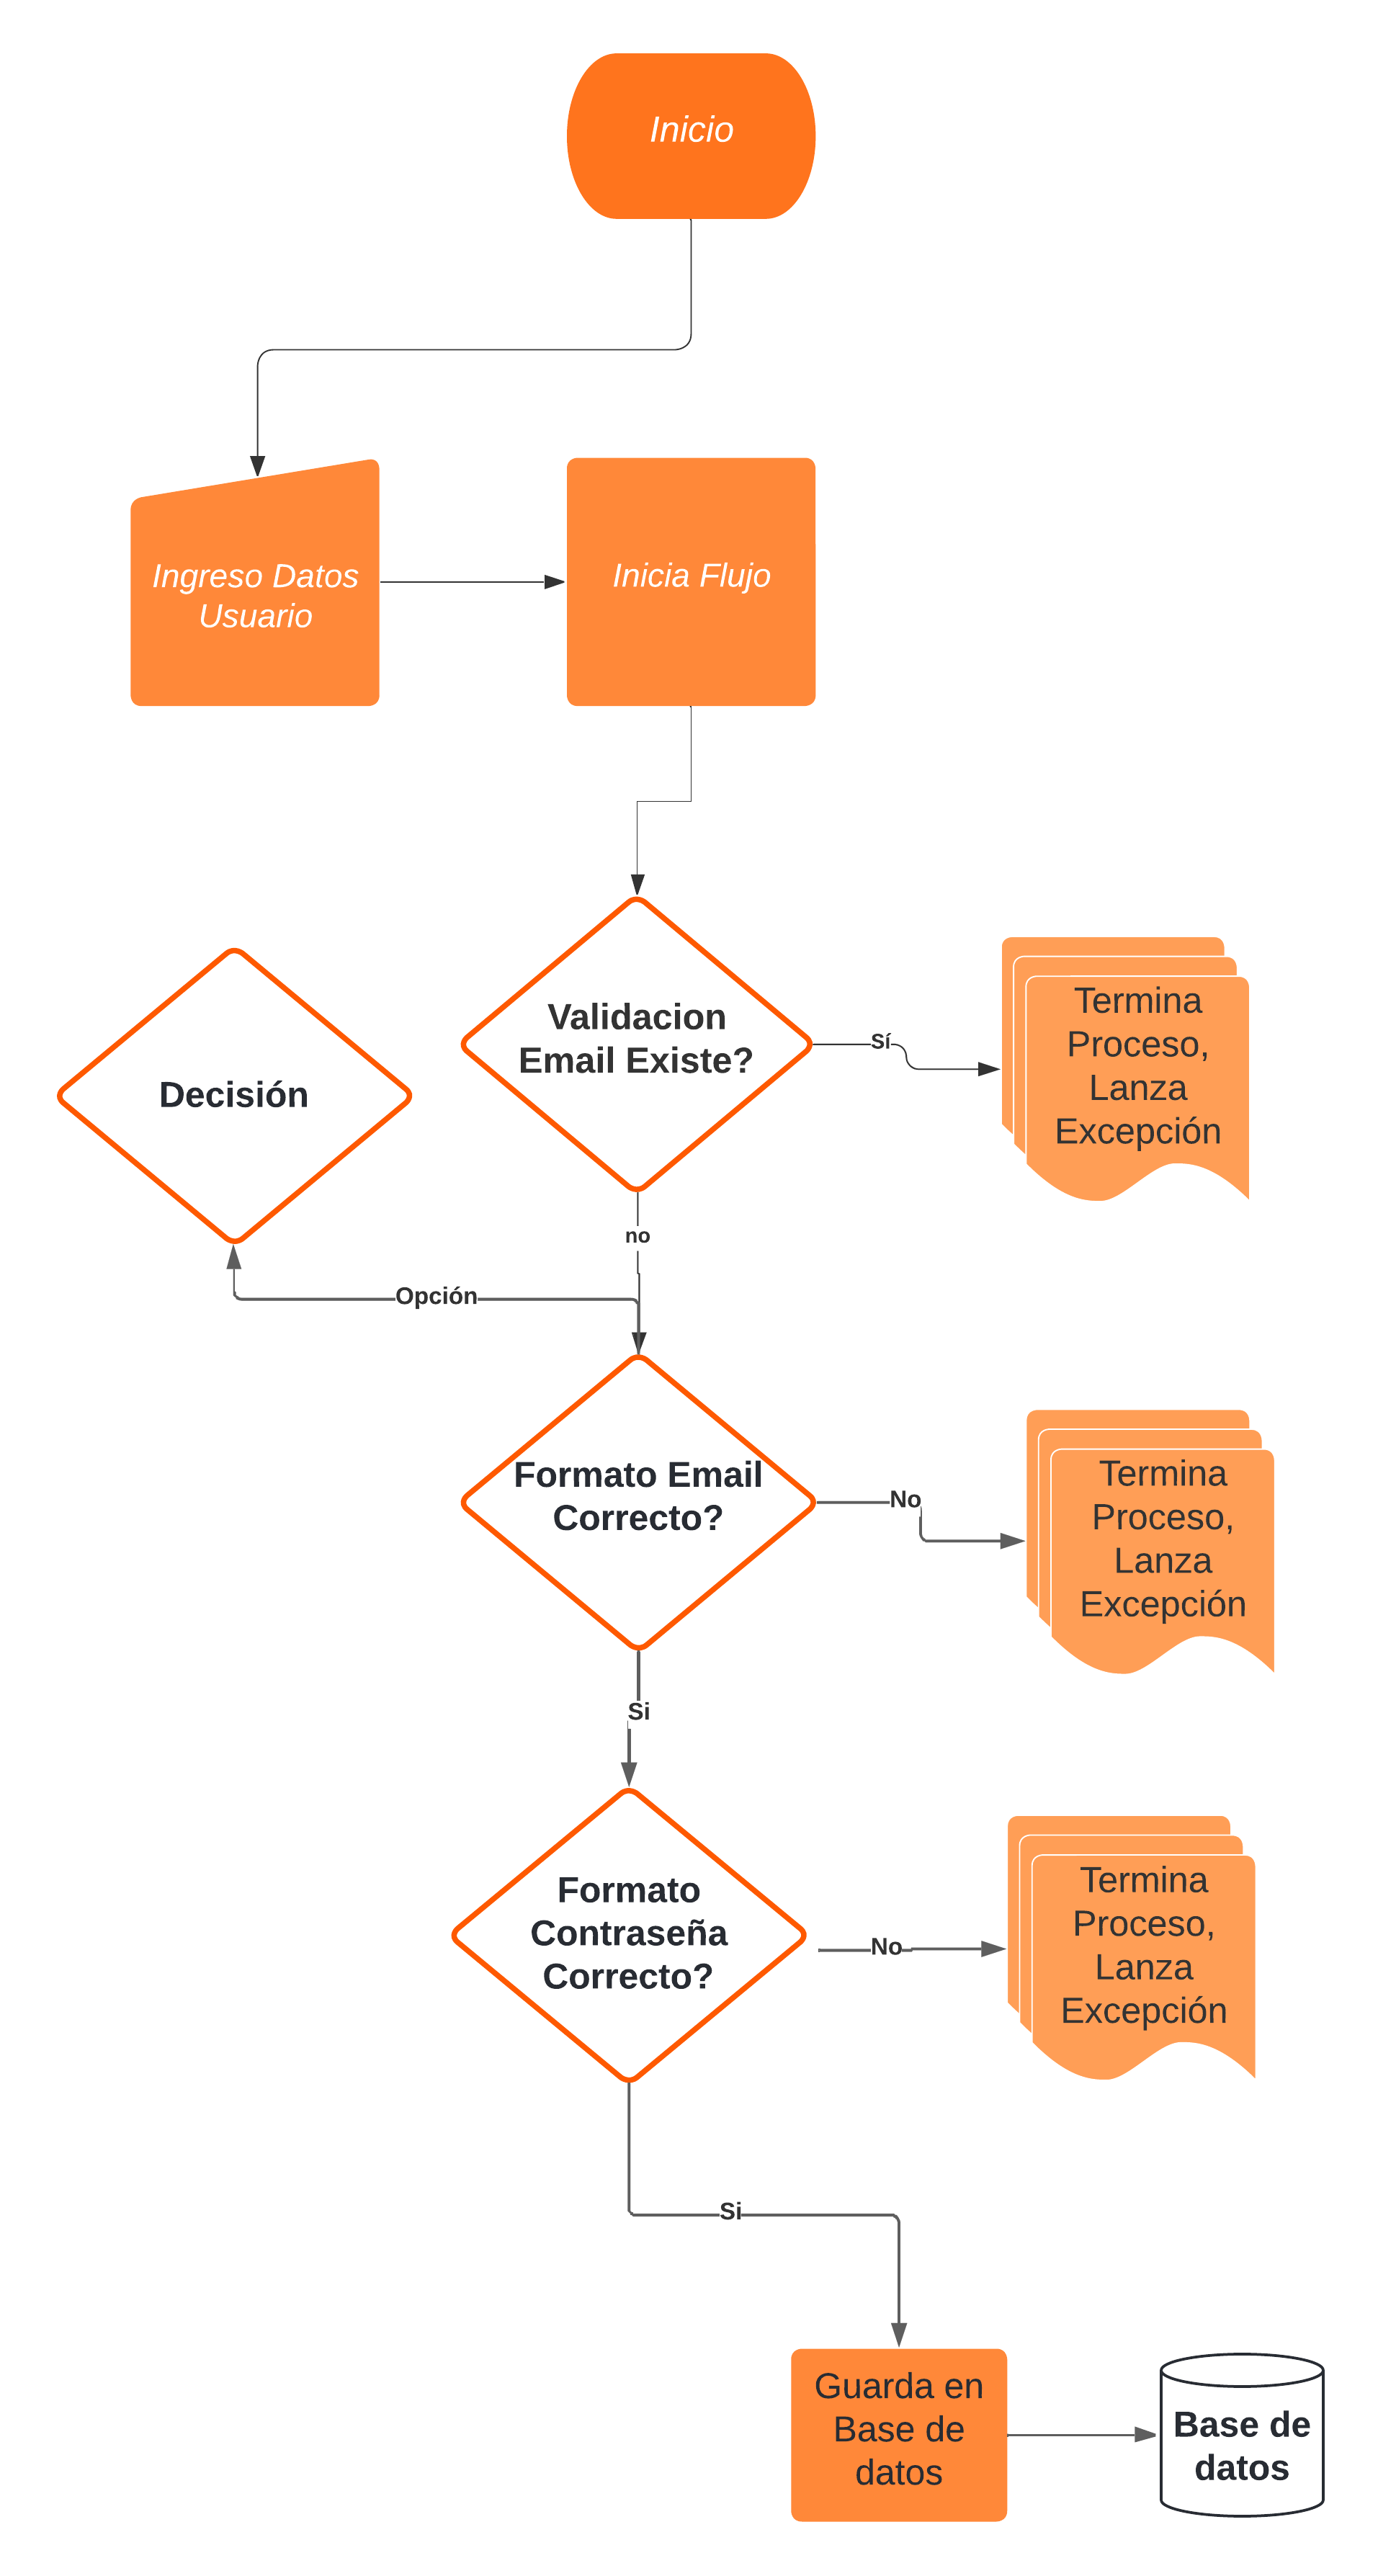 Inicio
Ingreso Datos
Usuario
Inicia Flujo
Validacion
Email Existe?
Sí
Termina
Proceso,
Lanza
Excepción
Decisión
no
Opción
Formato Email
Correcto?
No
Termina
Proceso,
Lanza
Excepción
Si
Formato
Contraseña
Correcto?
No
Termina
Proceso,
Lanza
Excepción
Si
Guarda en
Base de
datos
Base de
datos